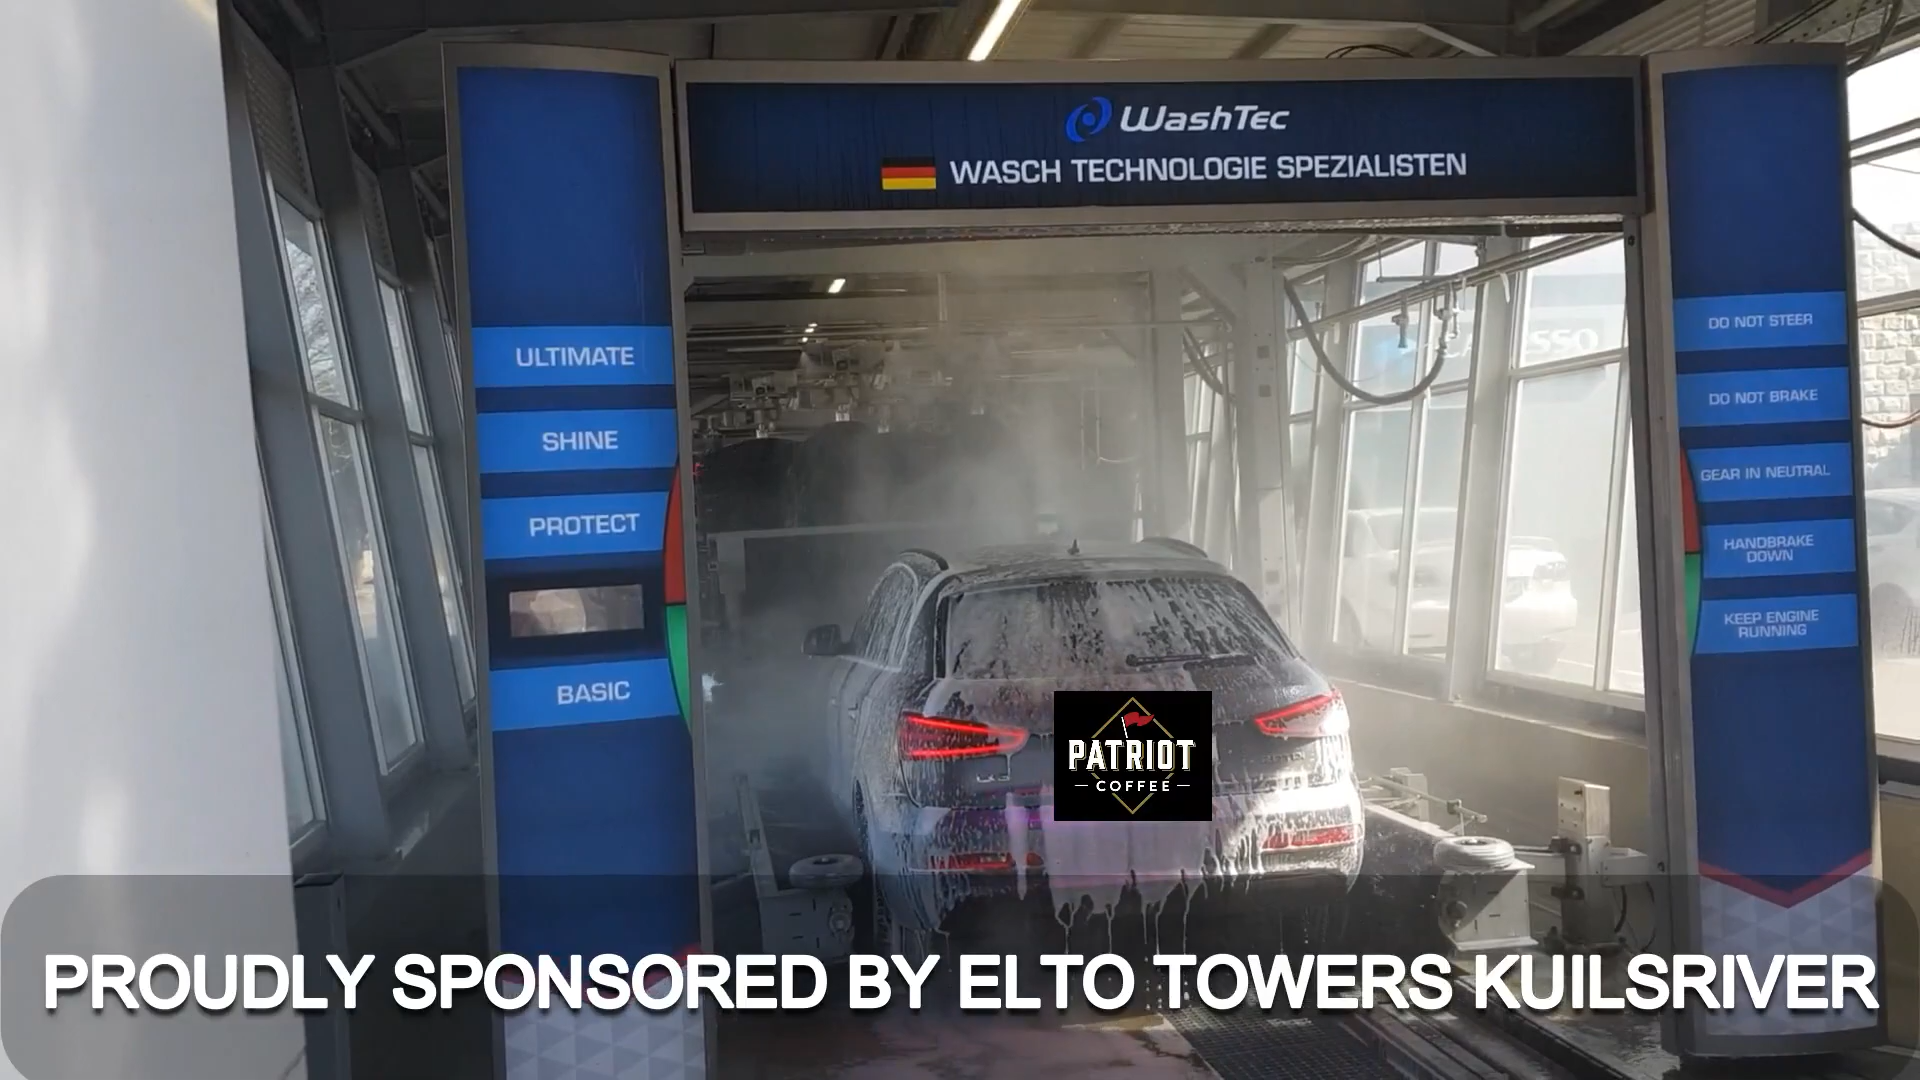 WashTec
WASCH TECHNOLOGIE SPEZIALISTEN
ULTIMATE
SHINE
PROTECT
BASIC
DO NOT STEER
DO NOT BRAKE
GEAR IN NEUTRAL
HANDBRAKE
DOWN
KEEP ENGINE
RUNNING
PATRIOT
COFFEE
PROUDLY SPONSORED BY ELTO TOWERS KUILSRIVER